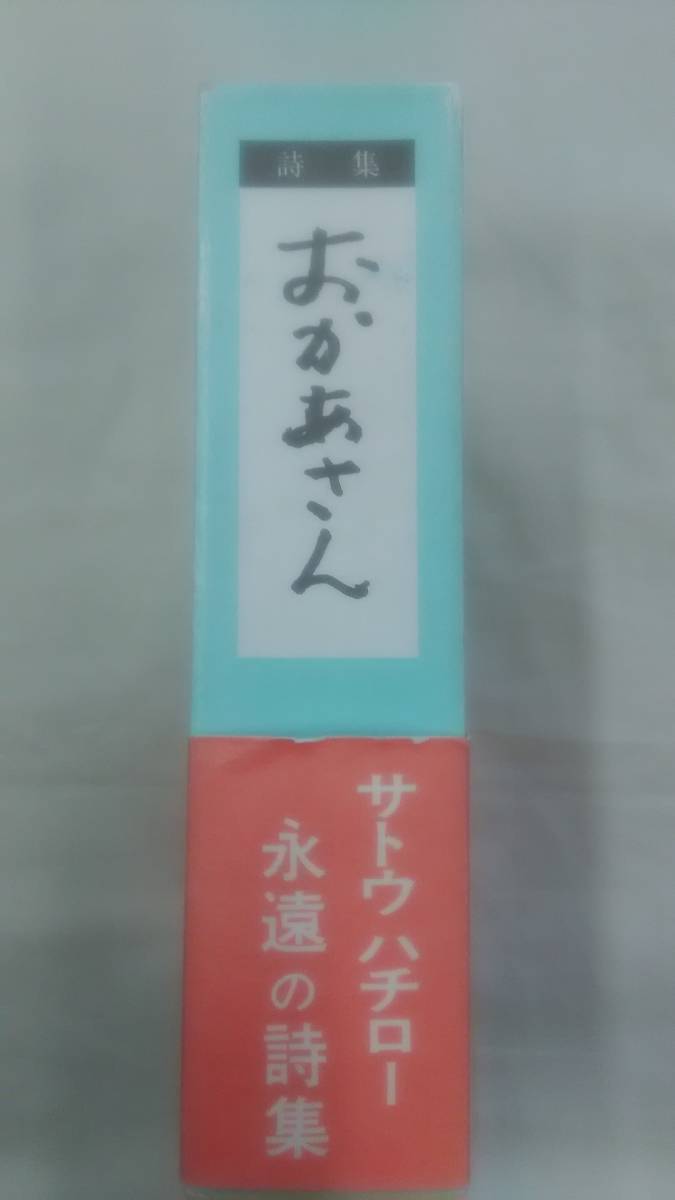 詩集
おかあさん
サトウハチロー
永遠の詩集